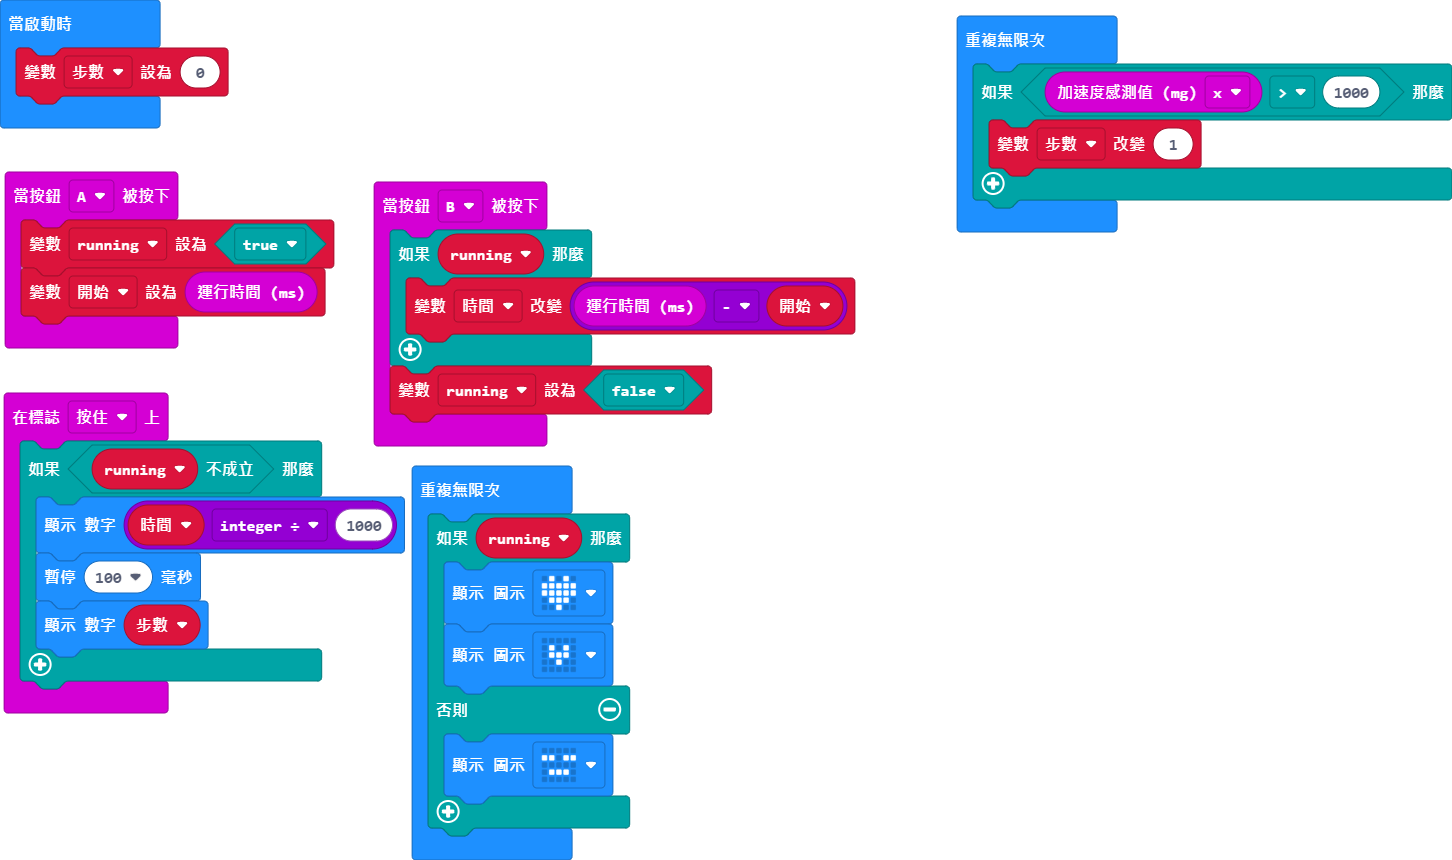 當啟動時
變數 步數 設為 0
當按鈕 A 被按下
變數 running 設為 true
變數 開始 設為 運行時間 (ms)
在標誌 按住 上
如果 running 不成立 那麼
顯示 數字 時間 integer ÷ 1000
暫停 100 毫秒
顯示 數字 步數
當按鈕 B 被按下
如果 running 那麼
變數 時間 改變 運行時間 (ms) - 開始
變數 running 設為 false
重複無限次
如果 running 那麼
顯示 圖示
顯示 圖示
否則
顯示 圖示
重複無限次
如果 加速度感測值 (mg) x > 1000 那麼
變數 步數 改變 1